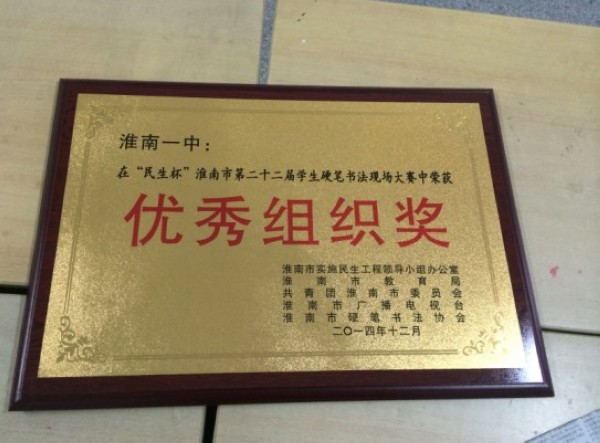 淮南一中：
在“民生杯”淮南市第二十二届学生硬笔书法现场大赛中荣获
优秀组织奖
淮南市实施民生工程领导小组办公室
淮南市教育局
共青团淮南市委员会
淮南市广播电视台
淮南市硬笔书法协会
二〇一四年十二月